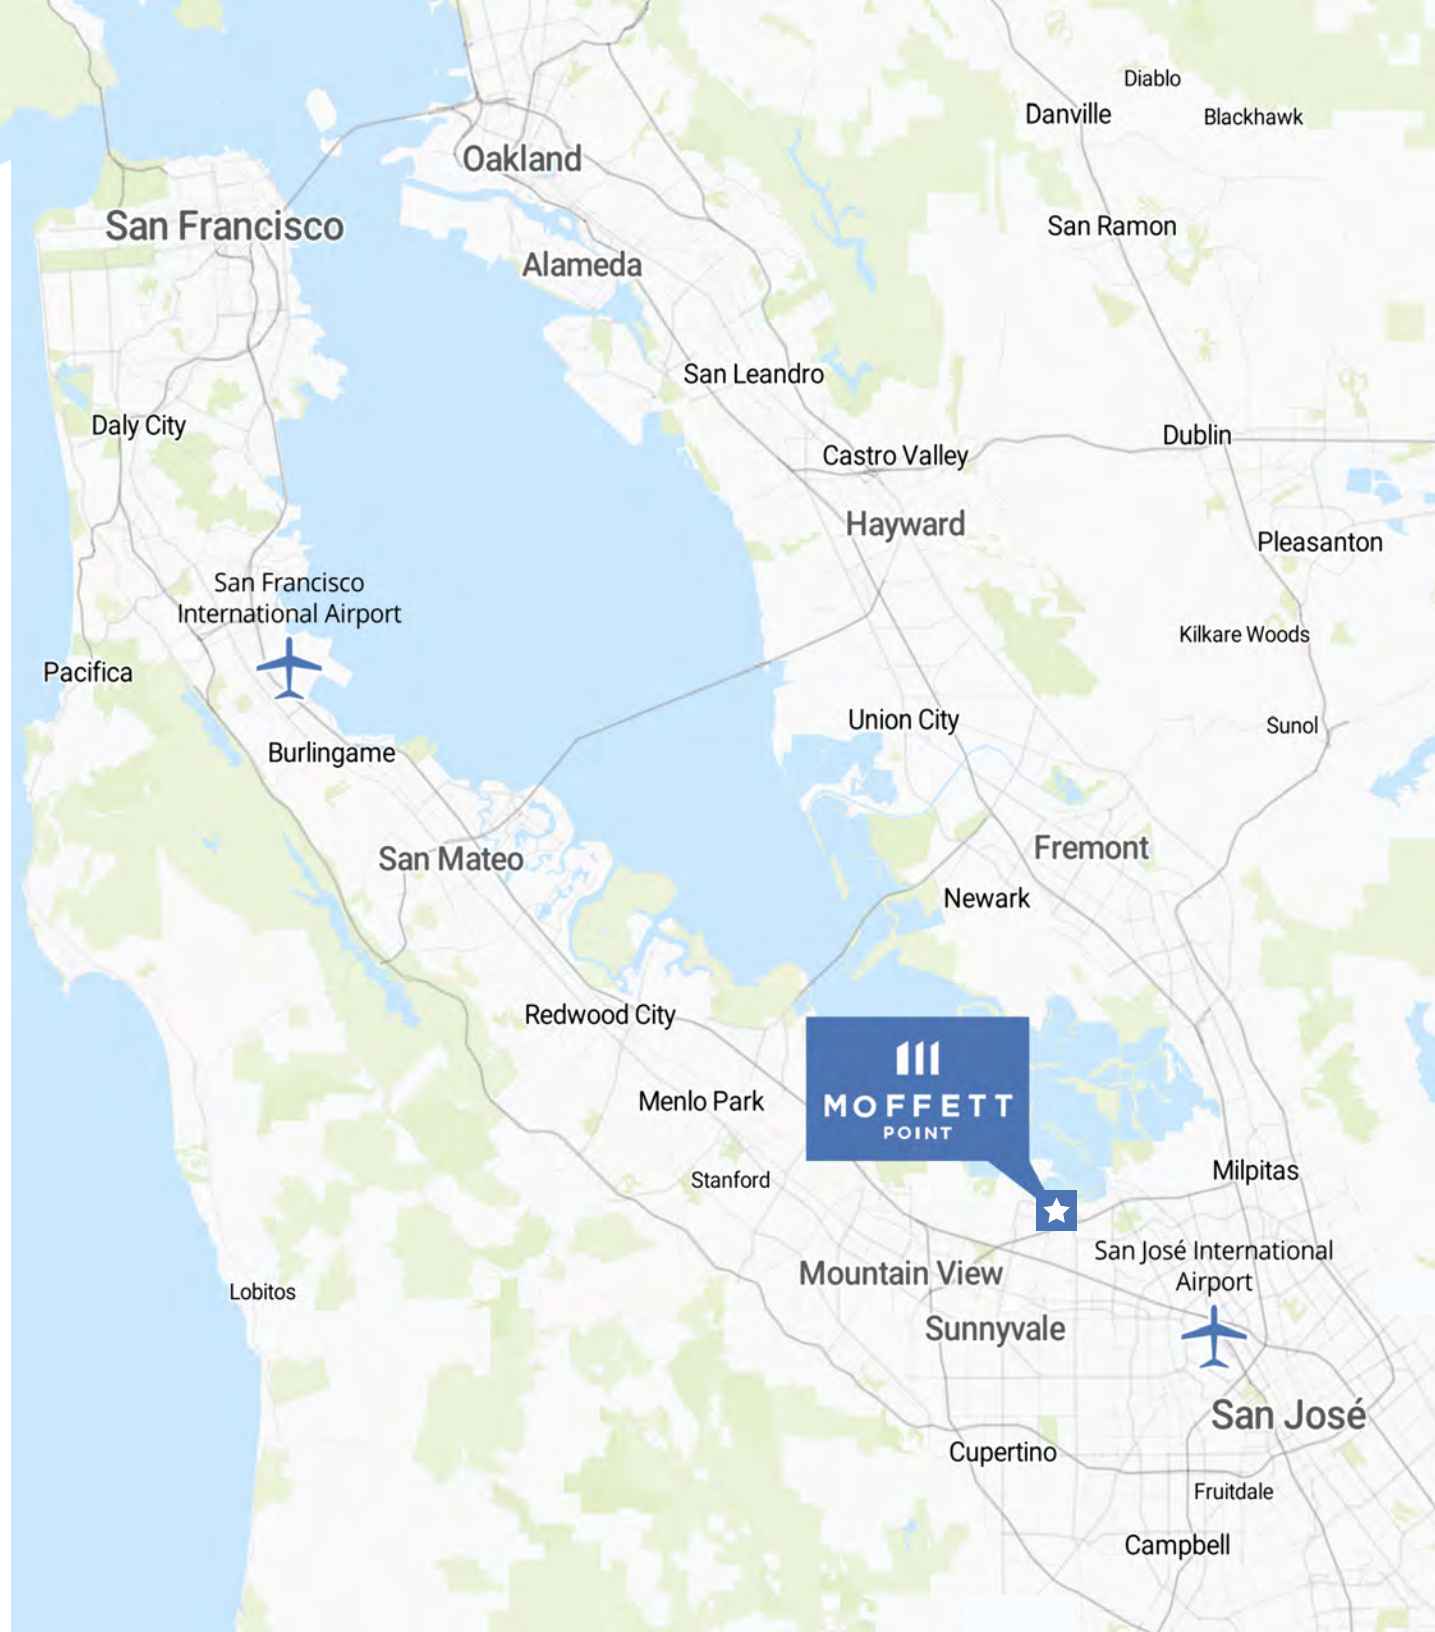 Diablo
Danville
Blackhawk
Oakland
San Francisco
San Ramon
Alameda
San Leandro
Daly City
Dublin
Castro Valley
Hayward
Pleasanton
San Francisco
International Airport
Kilkare Woods
Pacifica
Union City
Sunol
Burlingame
Fremont
San Mateo
Newark
Redwood City
Menlo Park
MOFFETT
POINT
Milpitas
Stanford
San José International
Airport
Mountain View
Lobitos
Sunnyvale
San José
Cupertino
Fruitdale
Campbell